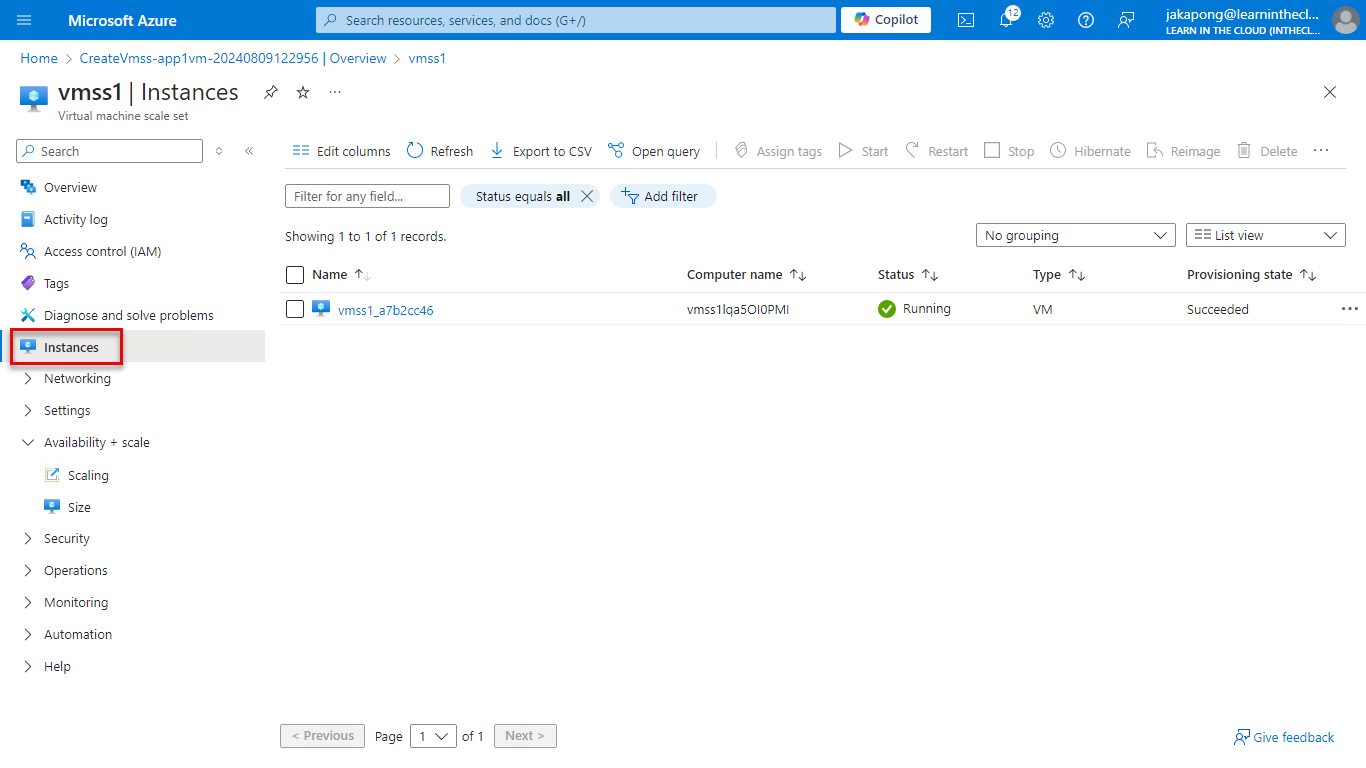 Microsoft Azure
Search resources, services, and docs (G+/)
Copilot
12
jakapong@learninthecl...
LEARN IN THE CLOUD (INTHECL...
Home > CreateVmss-app1vm-20240809122956 | Overview > vmss1
vmss1 | Instances
Virtual machine scale set
Search
Edit columns Refresh Export to CSV Open query Assign tags Start Restart Stop Hibernate Reimage Delete
Overview
Activity log
Access control (IAM)
Tags
Diagnose and solve problems
Instances
Networking
Settings
Availability + scale
Scaling
Size
Security
Operations
Monitoring
Automation
Help
Filter for any field...
Status equals all
Add filter
Showing 1 to 1 of 1 records.
No grouping
List view
Name Computer name Status Type Provisioning state
vmss1_a7b2cc46 vmss1lqa5OI0PMI Running VM Succeeded
< Previous Page 1 of 1 Next >
Give feedback